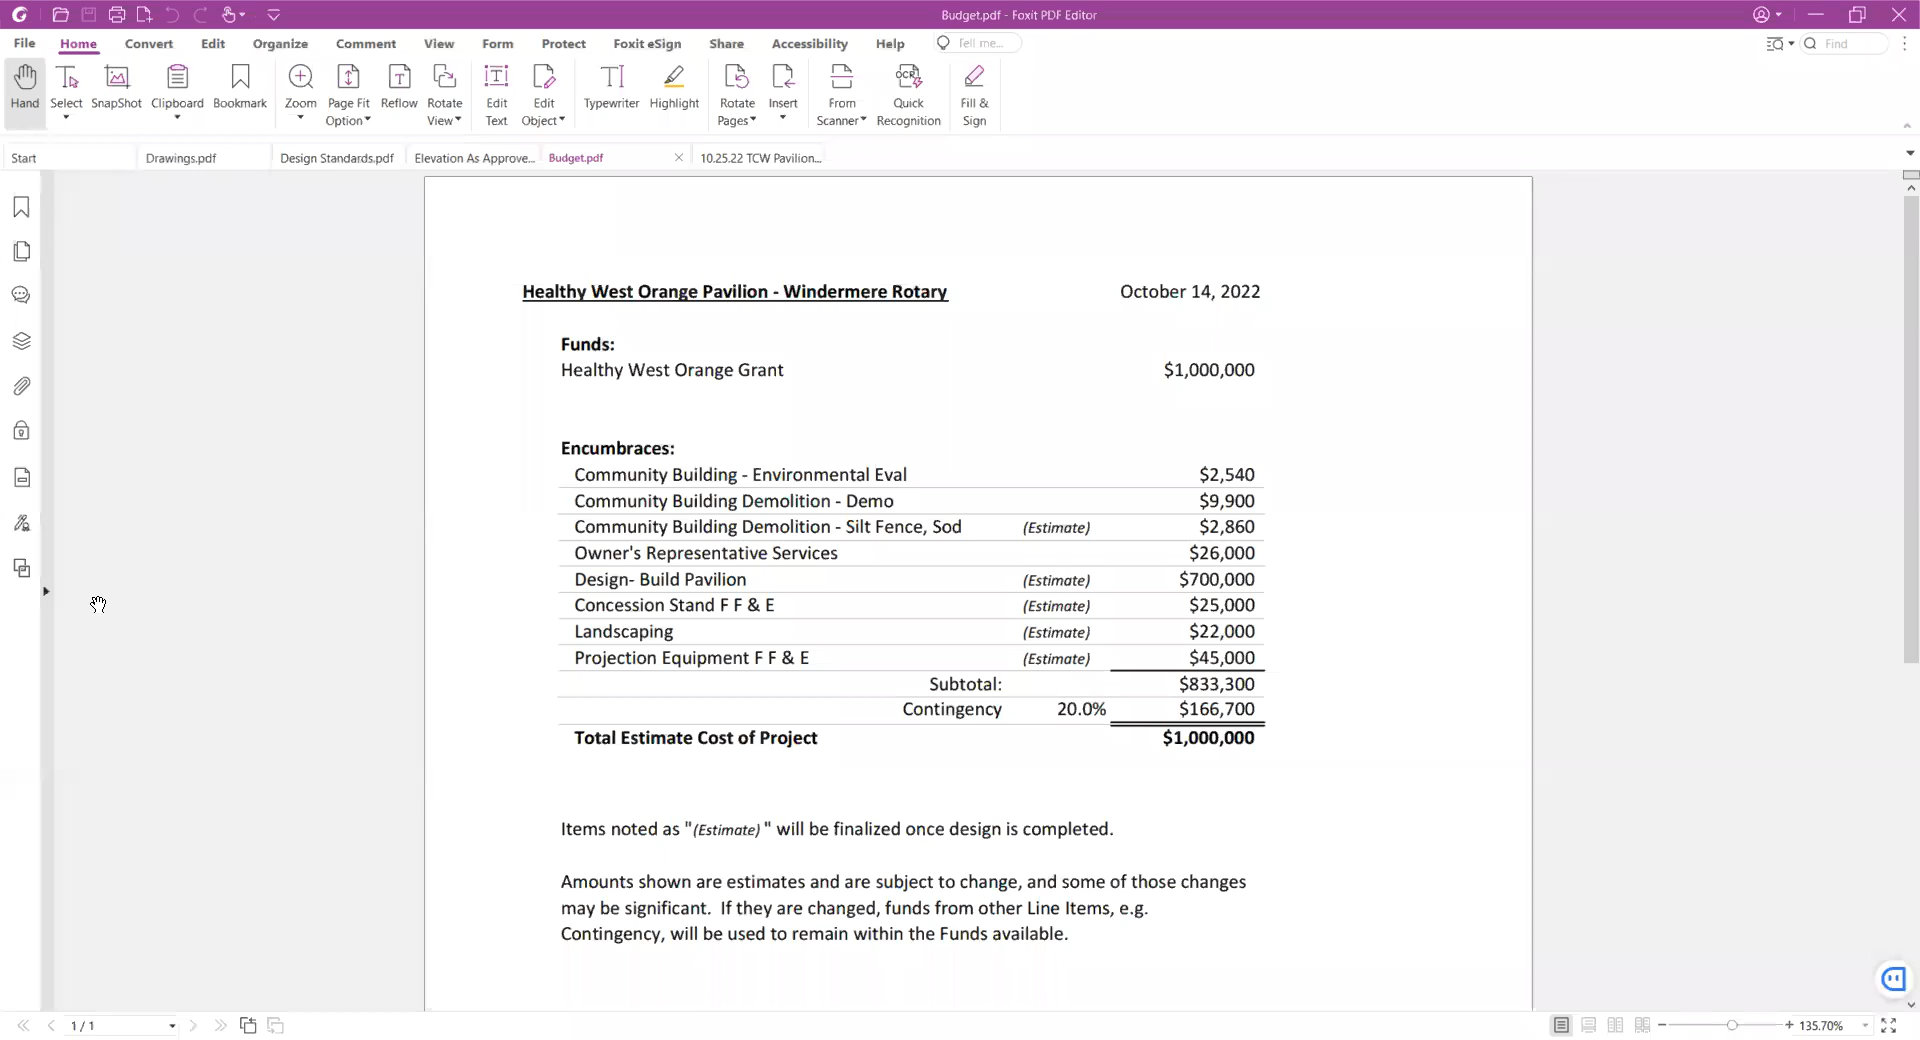 Budget.pdf - Foxit PDF Editor
File Home Convert Edit Organize Comment View Form Protect Foxit eSign Share Accessibility Help Tell me... Find
Hand Select SnapShot Clipboard Bookmark Zoom Page Fit Option Reflow Rotate View Edit Text Edit Object Typewriter Highlight Rotate Pages Insert From Scanner Quick Recognition Fill & Sign
OCR
Start Drawings.pdf Design Standards.pdf Elevation As Approve... Budget.pdf 10.25.22 TCW Pavilion...
Healthy West Orange Pavilion - Windermere Rotary October 14, 2022
Funds:
Healthy West Orange Grant $1,000,000
Encumbraces:
Community Building - Environmental Eval $2,540
Community Building Demolition - Demo $9,900
Community Building Demolition - Silt Fence, Sod (Estimate) $2,860
Owner's Representative Services $26,000
Design- Build Pavilion (Estimate) $700,000
Concession Stand F F & E (Estimate) $25,000
Landscaping (Estimate) $22,000
Projection Equipment F F & E (Estimate) $45,000
Subtotal: $833,300
Contingency 20.0% $166,700
Total Estimate Cost of Project $1,000,000
Items noted as "(Estimate) " will be finalized once design is completed.
Amounts shown are estimates and are subject to change, and some of those changes
may be significant. If they are changed, funds from other Line Items, e.g.
Contingency, will be used to remain within the Funds available.
1 / 1 135.70%